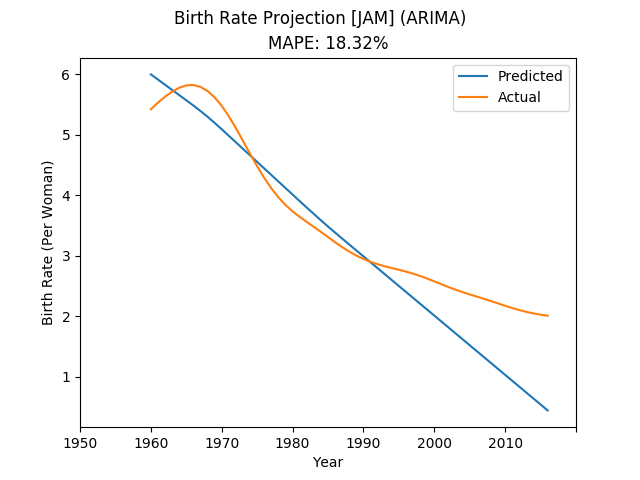 Birth Rate Projection [JAM] (ARIMA)
MAPE: 18.32%
Predicted
Actual
Birth Rate (Per Woman)
6
5
4
3
2
1
1950 1960 1970 1980 1990 2000 2010
Year